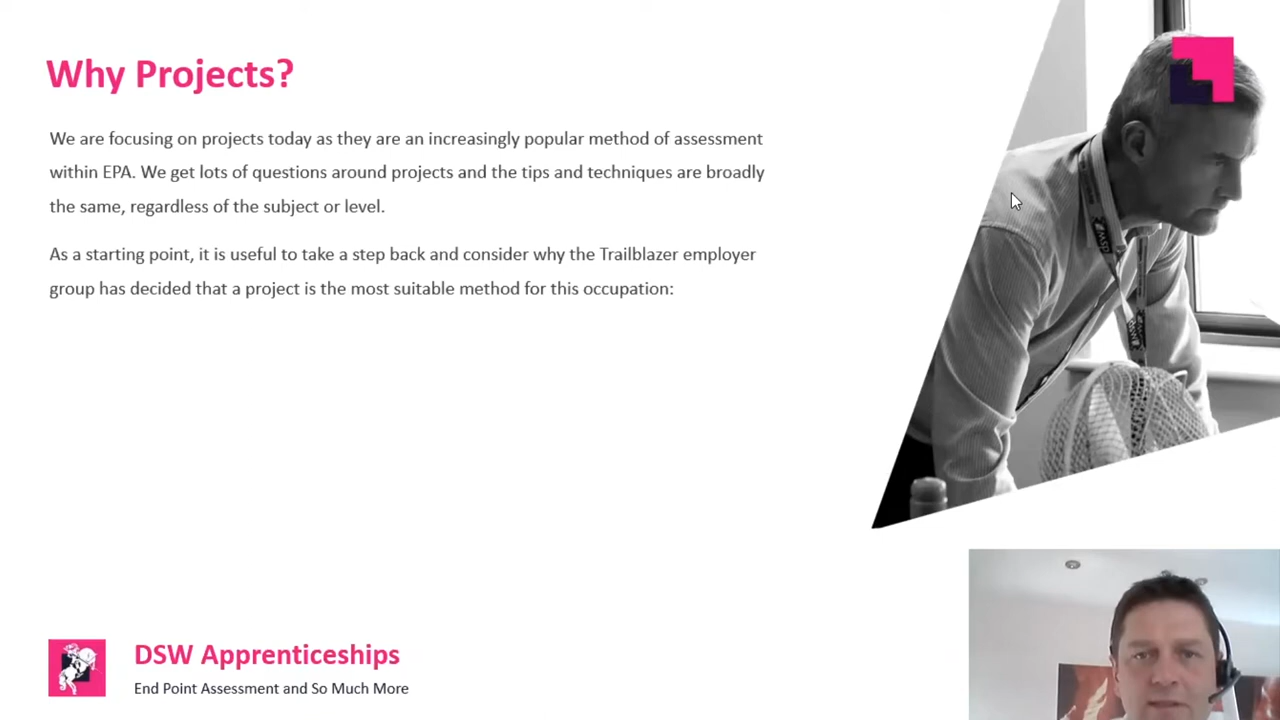 Why Projects?
We are focusing on projects today as they are an increasingly popular method of assessment
within EPA. We get lots of questions around projects and the tips and techniques are broadly
the same, regardless of the subject or level.
As a starting point, it is useful to take a step back and consider why the Trailblazer employer
group has decided that a project is the most suitable method for this occupation:
DSW Apprenticeships
End Point Assessment and So Much More